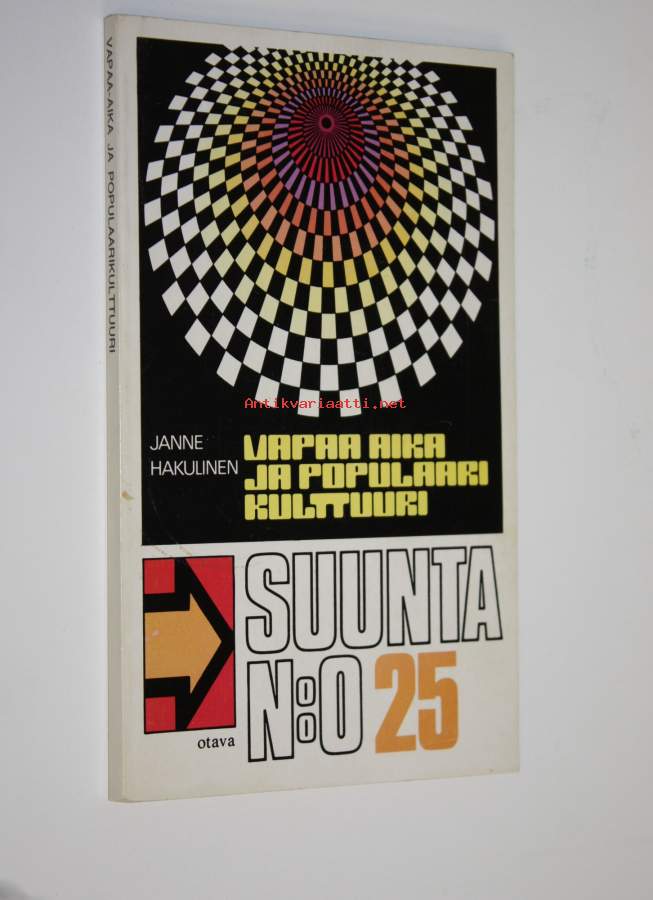 VAPAA-AIKA JA POPULAARIKULTTUURI
Antikvariaatti.net
JANNE
HAKULINEN
VAPAA AIKA
JA POPULAARI
KULTTUURI
SUUNTA
N:O 25
otava